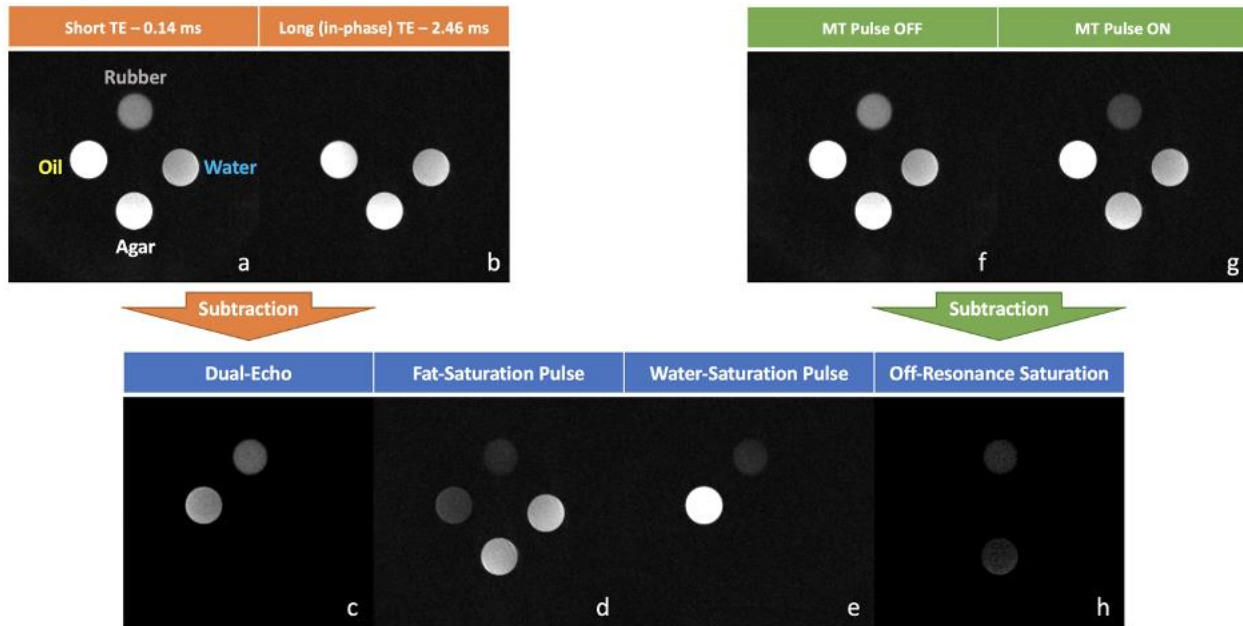 Short TE – 0.14 ms
Long (in-phase) TE – 2.46 ms
Rubber
Oil
Water
Agar
a
b
Subtraction
MT Pulse OFF
MT Pulse ON
f
g
Subtraction
Dual-Echo
Fat-Saturation Pulse
Water-Saturation Pulse
Off-Resonance Saturation
c
d
e
h